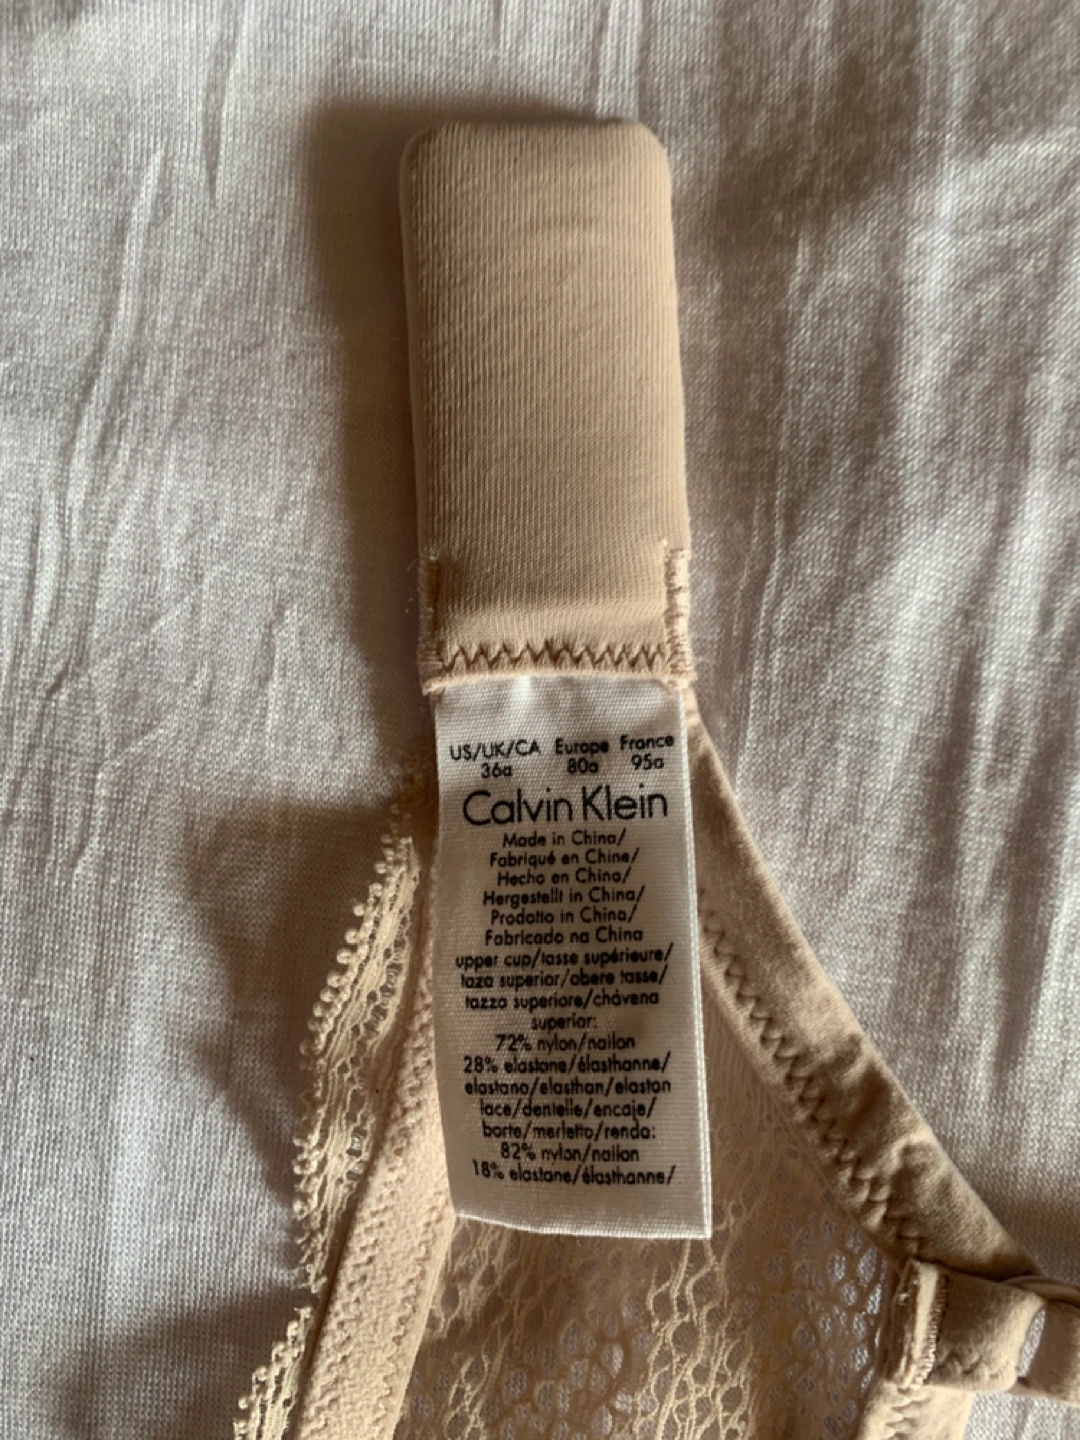 US/UK/CA Europe France
36a 80a 95a
Calvin Klein
Made in China/
Fabriqué en Chine/
Hecho en China/
Hergestellt in China/
Prodotto in China/
Fabricado na China
upper cup/tasse supérieure/
taza superior/obere tasse/
tazza superiore/chávena
superior:
72% nylon/nailon
28% elastane/élasthanne/
elastano/elasthan/elastan
lace/dentelle/encaje/
borte/merletto/renda:
82% nylon/nailon
18% elastane/élasthanne/